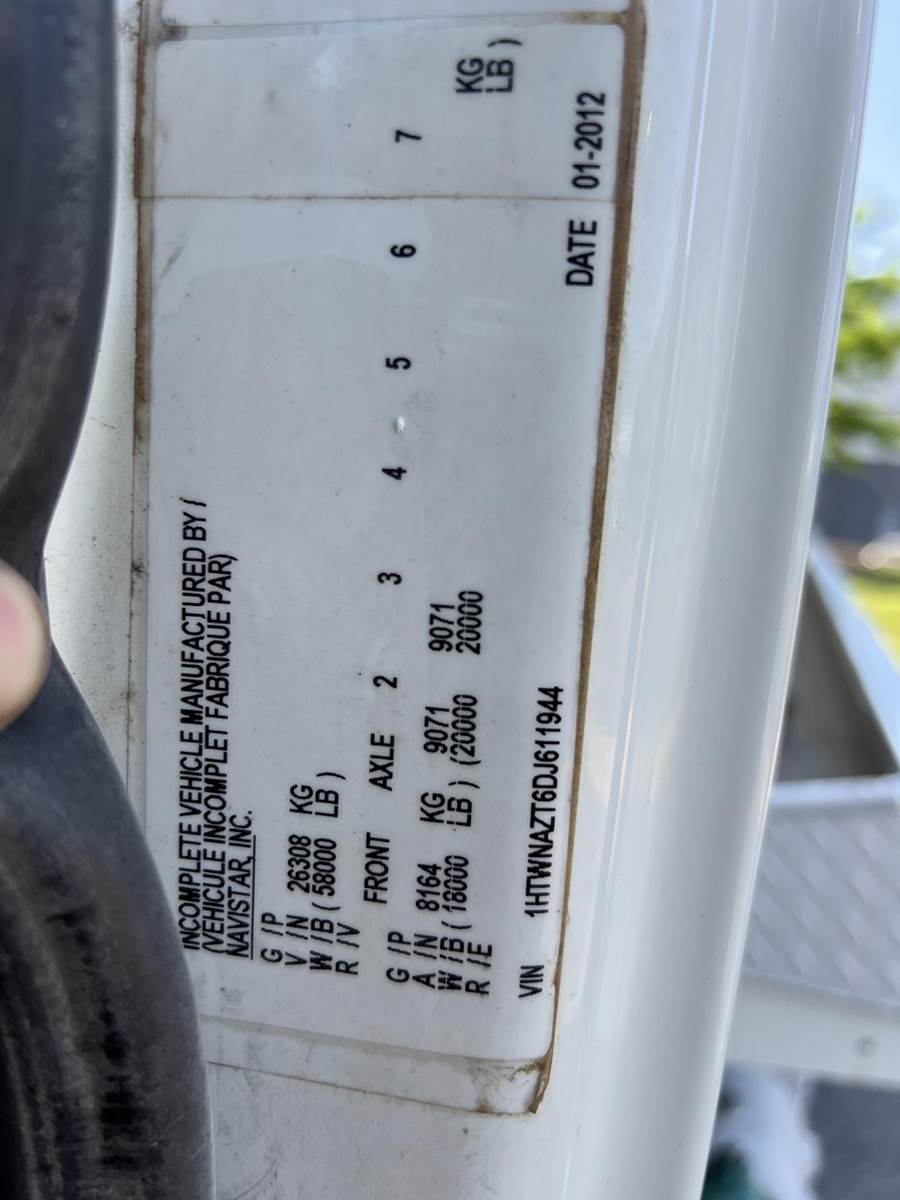 INCOMPLETE VEHICLE MANUFACTURED BY /
(VEHICULE INCOMPLET FABRIQUE PAR)
NAVISTAR, INC.
G /P
V /N 26308 KG
W /B ( 58000 LB )
R /V
FRONT AXLE 2 3 4 5 6 7
G /P
A /N 8164 KG 9071 9071 KG
W /B ( 18000 LB ) (20000 20000 LB )
R /E
VIN 1HTWNAZT6DJ611944 DATE 01-2012